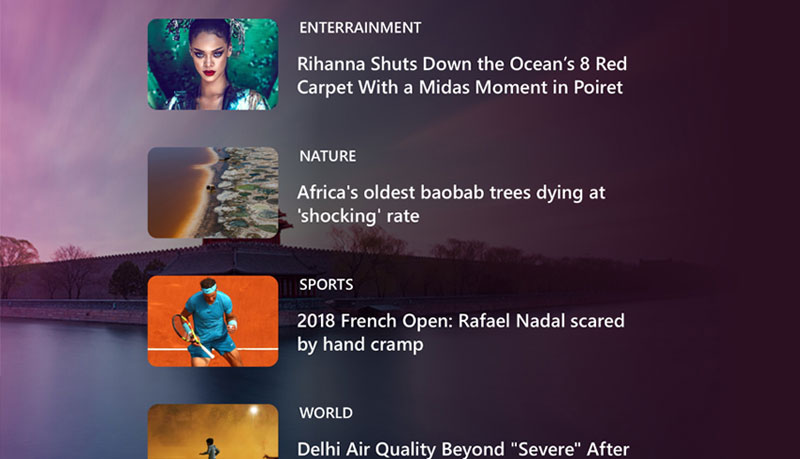 ENTERRAINMENT
Rihanna Shuts Down the Ocean’s 8 Red
Carpet With a Midas Moment in Poiret
NATURE
Africa's oldest baobab trees dying at
'shocking' rate
SPORTS
2018 French Open: Rafael Nadal scared
by hand cramp
WORLD
Delhi Air Quality Beyond "Severe" After